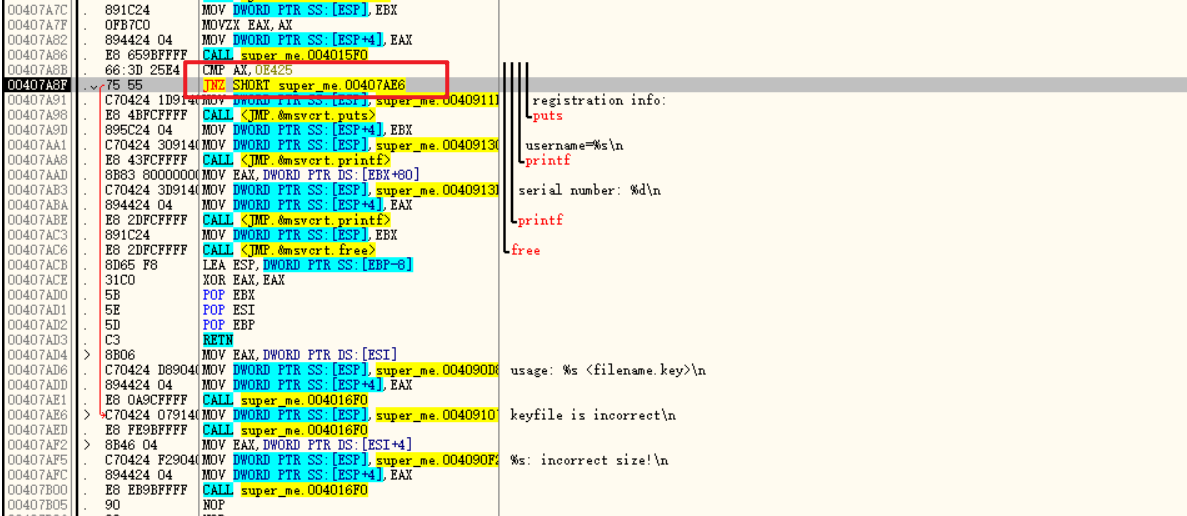 00407A7C . 891C24 MOV DWORD PTR SS:[ESP],EBX
00407A7F . 0FB7C0 MOVZX EAX,AX
00407A82 . 894424 04 MOV DWORD PTR SS:[ESP+4],EAX
00407A86 . E8 659BFFFF CALL super_me.004015F0
00407A8B . 66:3D 25E4 CMP AX,0E425
00407A8F .v 75 55 JNZ SHORT super_me.00407AE6
00407A91 . C70424 1D914 MOV DWORD PTR SS:[ESP],super_me.0040911 registration info:
00407A98 . E8 4BFCFFFF CALL <JMP.&msvcrt.puts> puts
00407A9D . 895C24 04 MOV DWORD PTR SS:[ESP+4],EBX
00407AA1 . C70424 30914 MOV DWORD PTR SS:[ESP],super_me.0040913 username=%s\n
00407AA8 . E8 43FCFFFF CALL <JMP.&msvcrt.printf> printf
00407AAD . 8B83 8000000 MOV EAX,DWORD PTR DS:[EBX+80]
00407AB3 . C70424 3D914 MOV DWORD PTR SS:[ESP],super_me.0040913 serial number: %d\n
00407ABA . 894424 04 MOV DWORD PTR SS:[ESP+4],EAX
00407ABE . E8 2DFCFFFF CALL <JMP.&msvcrt.printf> printf
00407AC3 . 891C24 MOV DWORD PTR SS:[ESP],EBX
00407AC6 . E8 2DFCFFFF CALL <JMP.&msvcrt.free> free
00407ACB . 8D65 F8 LEA ESP,DWORD PTR SS:[EBP-8]
00407ACE . 31C0 XOR EAX,EAX
00407AD0 . 5B POP EBX
00407AD1 . 5E POP ESI
00407AD2 . 5D POP EBP
00407AD3 . C3 RETN
00407AD4 > 8B06 MOV EAX,DWORD PTR DS:[ESI]
00407AD6 . C70424 D8904 MOV DWORD PTR SS:[ESP],super_me.004090D8 usage: %s <filename.key>\n
00407ADD . 894424 04 MOV DWORD PTR SS:[ESP+4],EAX
00407AE1 . E8 0A9CFFFF CALL super_me.004016F0
00407AE6 > C70424 07914 MOV DWORD PTR SS:[ESP],super_me.0040910 keyfile is incorrect\n
00407AED . E8 FE9BFFFF CALL super_me.004016F0
00407AF2 > 8B46 04 MOV EAX,DWORD PTR DS:[ESI+4]
00407AF5 . C70424 F2904 MOV DWORD PTR SS:[ESP],super_me.004090F2 %s: incorrect size!\n
00407AFC . 894424 04 MOV DWORD PTR SS:[ESP+4],EAX
00407B00 . E8 EB9BFFFF CALL super_me.004016F0
00407B05 . 90 NOP